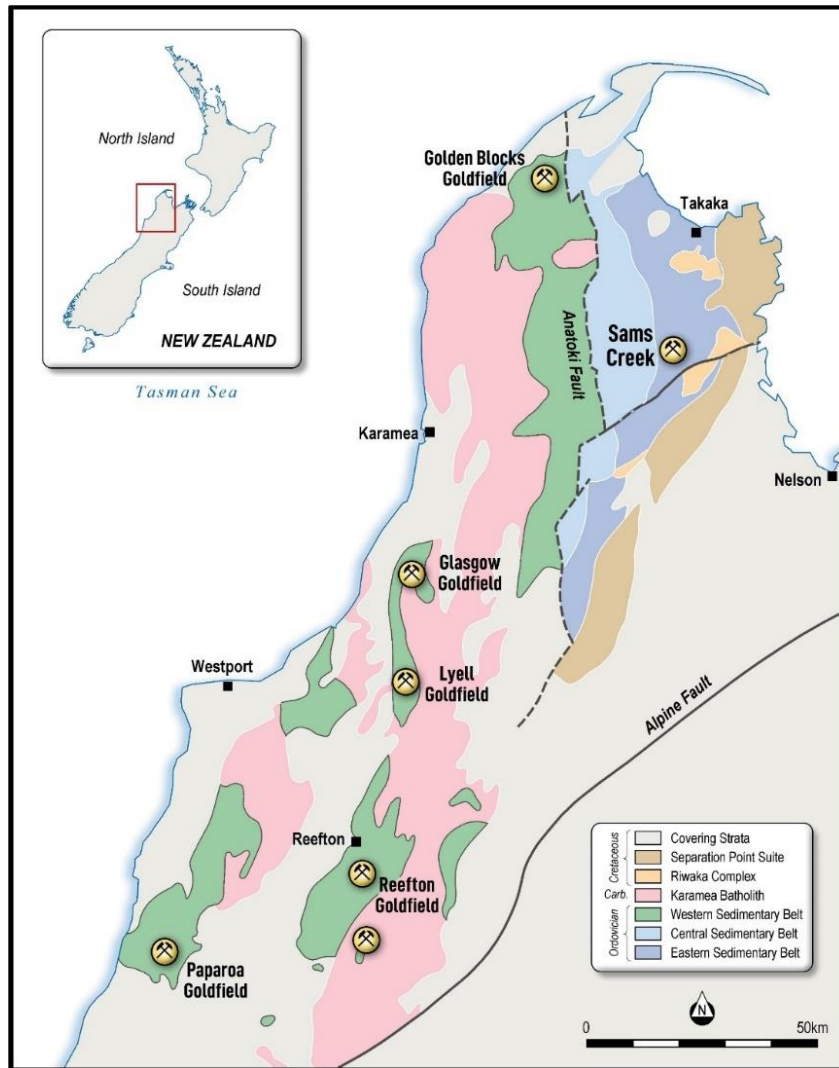 North Island
South Island
NEW ZEALAND
Tasman Sea
Golden Blocks
Goldfield
Takaka
Anatoki Fault
Sams
Creek
Karamea
Nelson
Glasgow
Goldfield
Westport
Lyell
Goldfield
Alpine Fault
Reefton
Reefton
Goldfield
Paparoa
Goldfield
Cretaceous
Covering Strata
Separation Point Suite
Riwaka Complex
Carb.
Karamea Batholith
Ordovician
Western Sedimentary Belt
Central Sedimentary Belt
Eastern Sedimentary Belt
N
0 50km